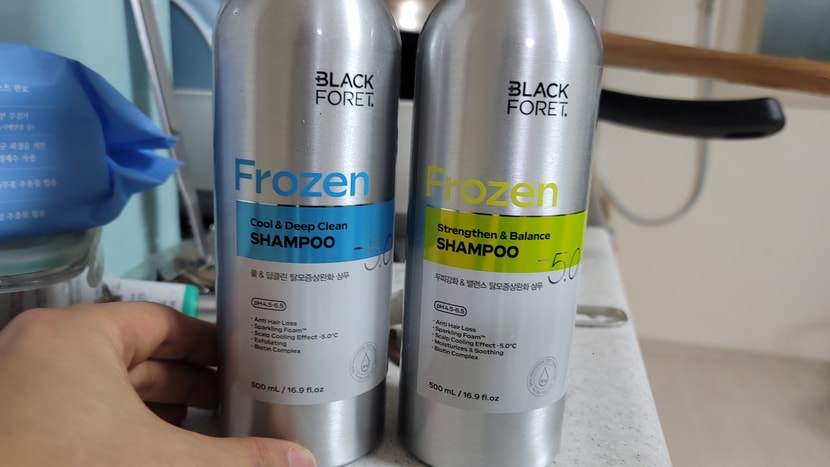 BLACK
FORET.
Frozen
Cool & Deep Clean
SHAMPOO
-5.0
쿨 & 딥클린 탈모증상완화 샴푸
pH 4.5-6.5
· Anti Hair Loss
· Sparkling Foam™
· Scalp Cooling Effect -5.0°C
· Exfoliating
· Biotin Complex
500 mL / 16.9 fl.oz
BLACK
FORET.
Frozen
Strengthen & Balance
SHAMPOO
-5.0
두피강화 & 밸런스 탈모증상완화 샴푸
pH 4.5-6.5
· Anti Hair Loss
· Sparkling Foam™
· Scalp Cooling Effect -5.0°C
· Moisturizes & Soothing
· Biotin Complex
500 mL / 16.9 fl.oz